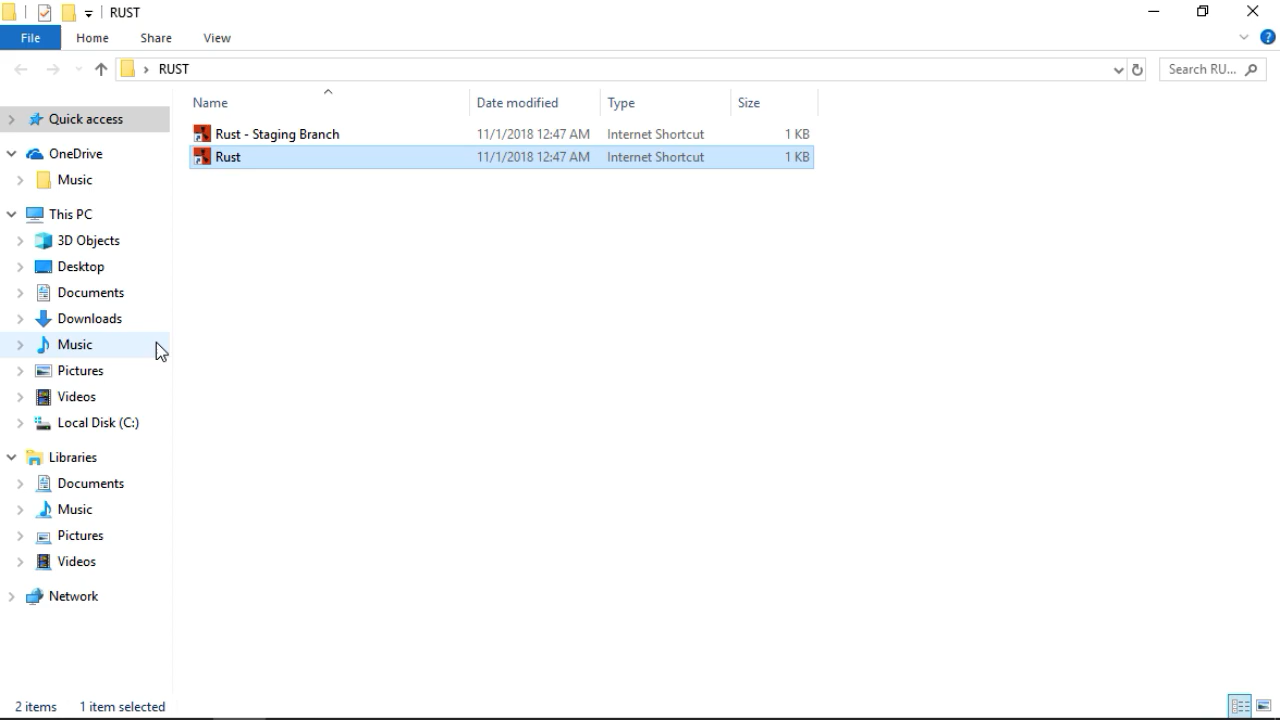 RUST
File Home Share View
RUST
Search RU...
Name Date modified Type Size
Quick access
Rust - Staging Branch 11/1/2018 12:47 AM Internet Shortcut 1 KB
Rust 11/1/2018 12:47 AM Internet Shortcut 1 KB
OneDrive
Music
This PC
3D Objects
Desktop
Documents
Downloads
Music
Pictures
Videos
Local Disk (C:)
Libraries
Documents
Music
Pictures
Videos
Network
2 items 1 item selected